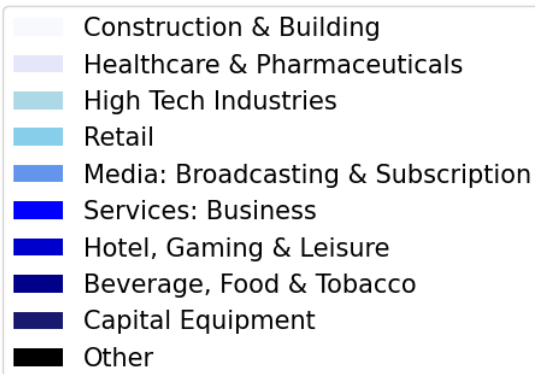 Construction & Building
Healthcare & Pharmaceuticals
High Tech Industries
Retail
Media: Broadcasting & Subscription
Services: Business
Hotel, Gaming & Leisure
Beverage, Food & Tobacco
Capital Equipment
Other